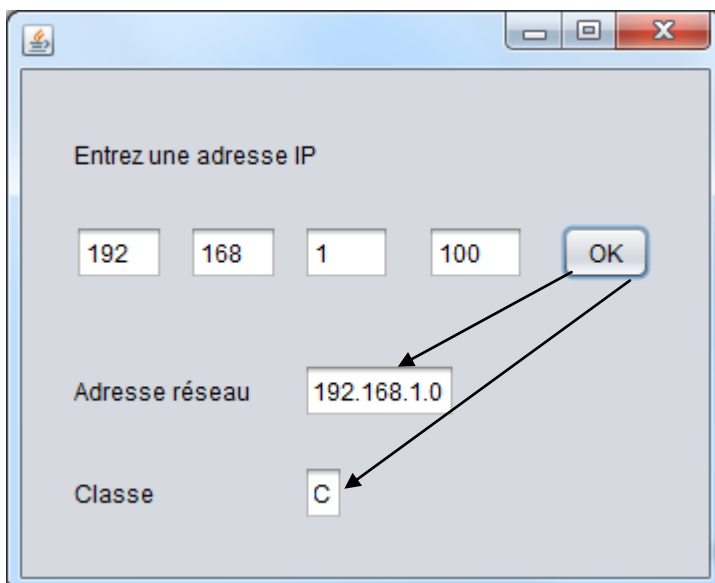 Entrez une adresse IP
192 168 1 100 OK
Adresse réseau 192.168.1.0
Classe C